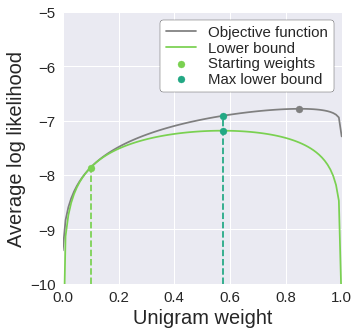 −5
−6
−7
−8
−9
−10
0.0 0.2 0.4 0.6 0.8 1.0
Average log likelihood
Unigram weight
Objective function
Lower bound
Starting weights
Max lower bound